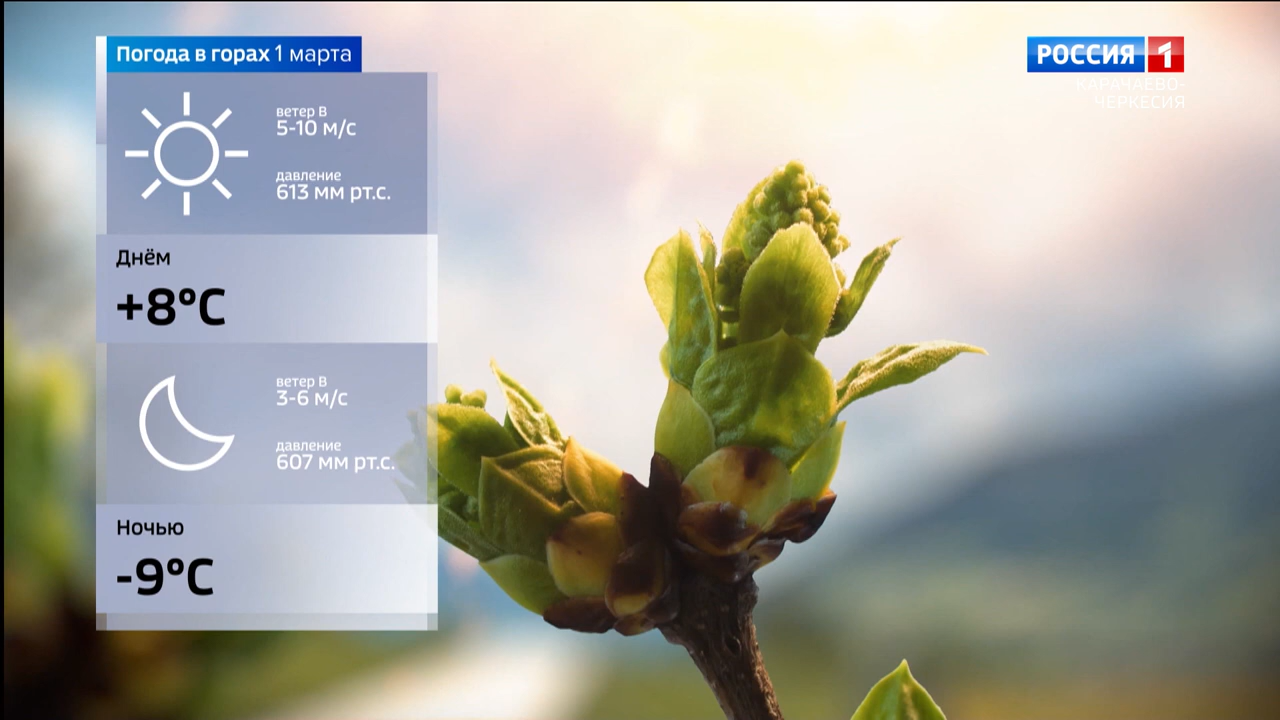 Погода в горах 1 марта
РОССИЯ 1
КАРАЧАЕВО-
ЧЕРКЕСИЯ
ветер В
5-10 м/с
давление
613 мм рт.с.
Днём
+8°C
ветер В
3-6 м/с
давление
607 мм рт.с.
Ночью
-9°C